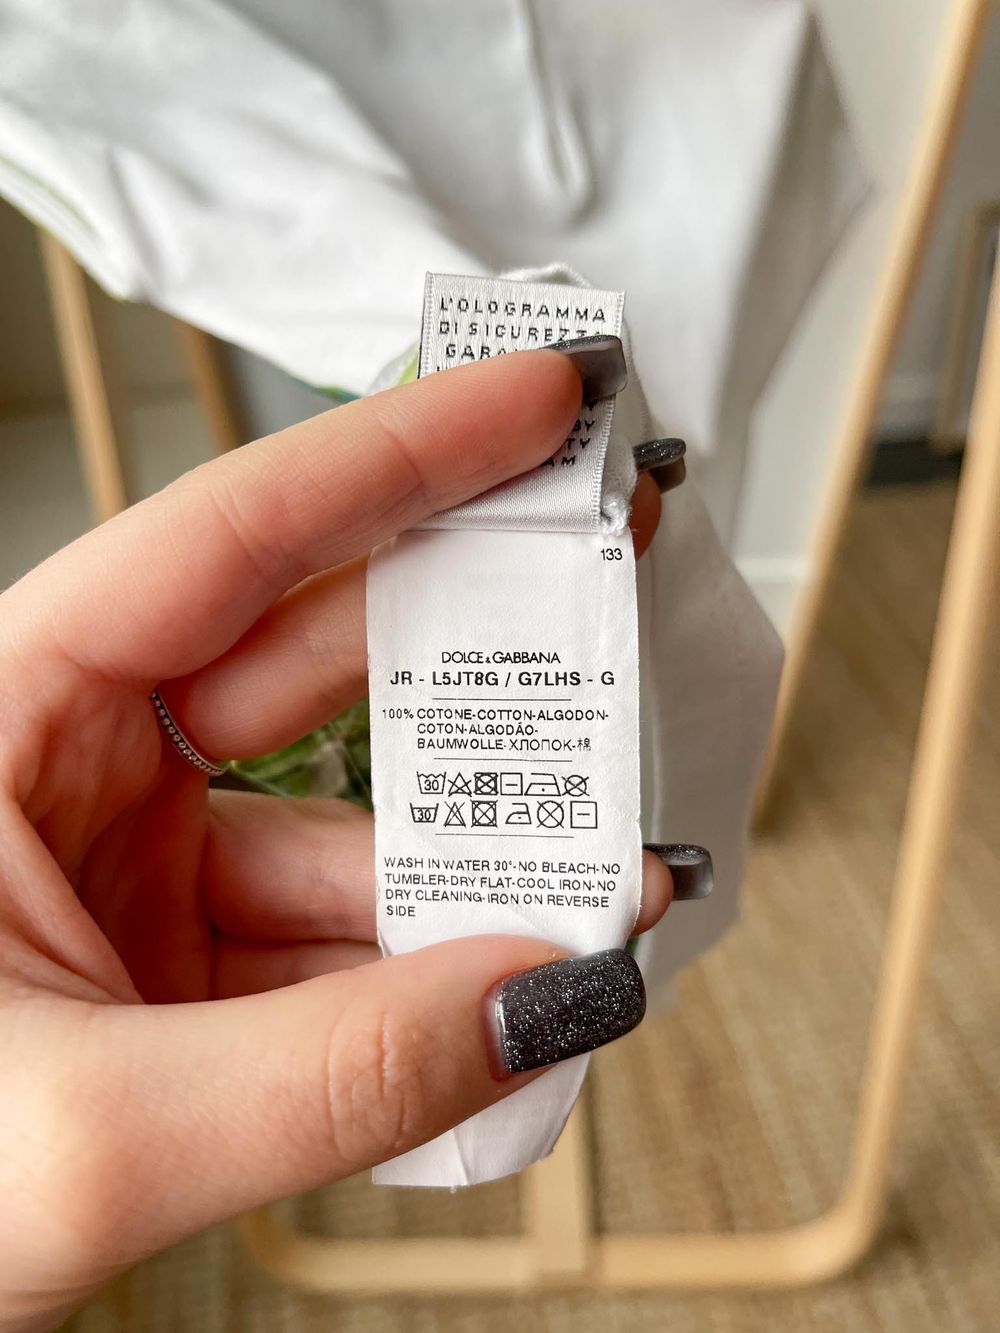 L'OLOGRAMMA
DI SICUREZZA
BY
133
DOLCE & GABBANA
JR - L5JT8G / G7LHS - G
100% COTONE-COTTON-ALGODON-
COTON-ALGODÃO-
BAUMWOLLE-ХЛОПОК-棉
30
30
WASH IN WATER 30°-NO BLEACH-NO
TUMBLER-DRY FLAT-COOL IRON-NO
DRY CLEANING-IRON ON REVERSE
SIDE